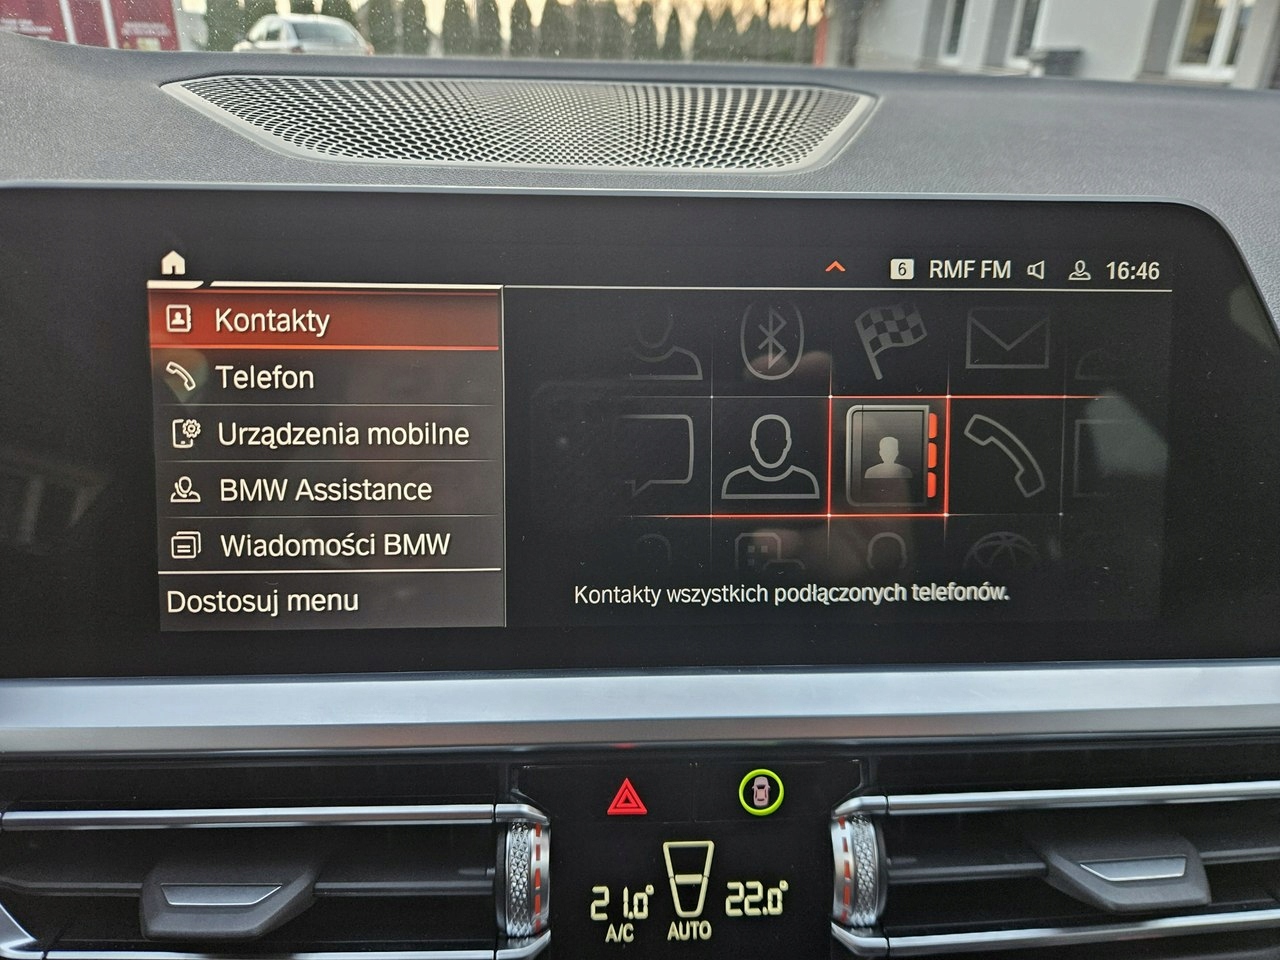 6 RMF FM 16:46
Kontakty
Telefon
Urządzenia mobilne
BMW Assistance
Wiadomości BMW
Dostosuj menu
Kontakty wszystkich podłączonych telefonów.
21.0° 22.0°
A/C AUTO